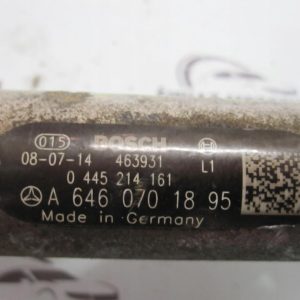 015 BOSCH
08-07-14 463931 L1
0 445 214 161
A 646 070 18 95
Made in Germany